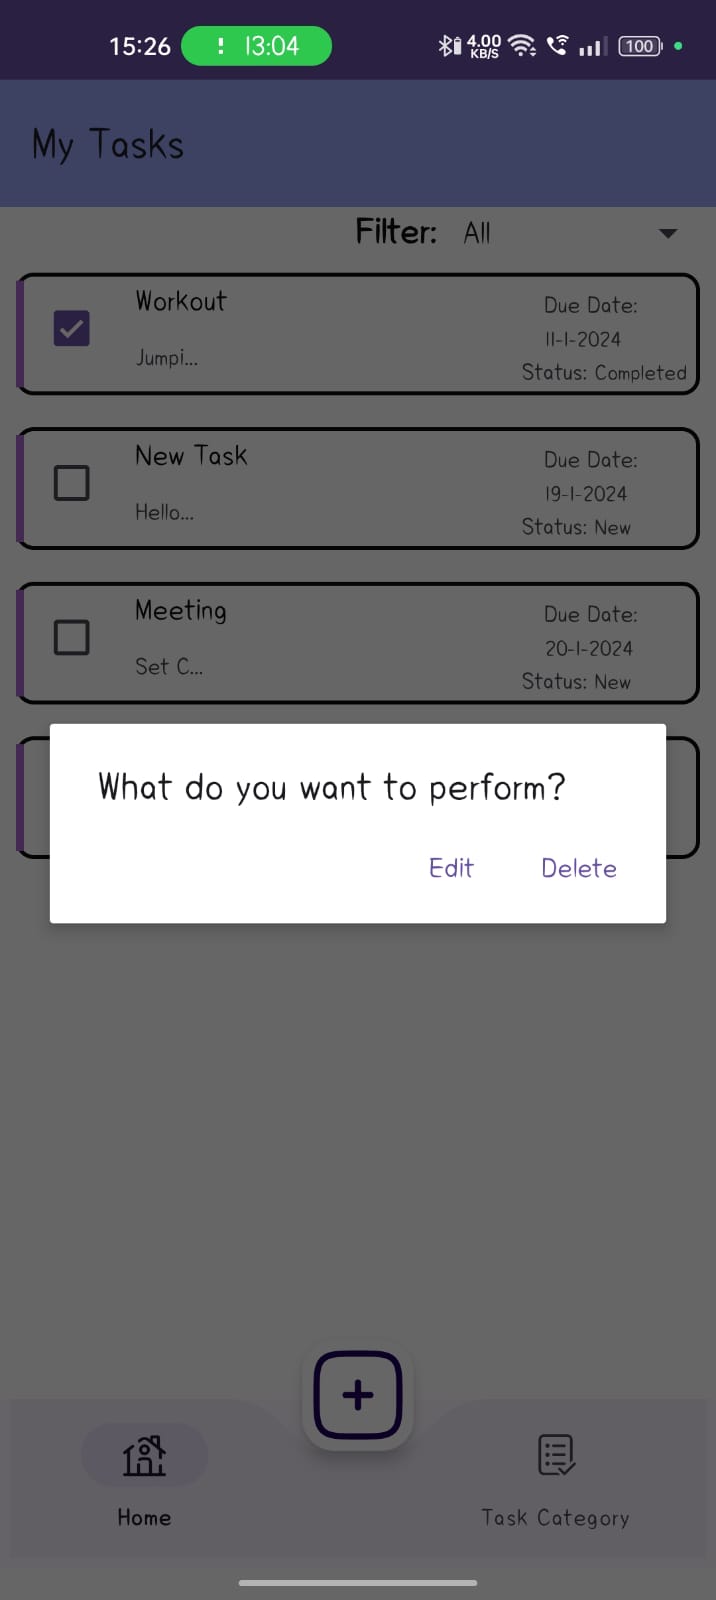 15:26 ! 13:04 4.00 KB/S 100
My Tasks
Filter: All
Workout
Due Date:
11-1-2024
Jumpi...
Status: Completed
New Task
Due Date:
19-1-2024
Hello...
Status: New
Meeting
Due Date:
20-1-2024
Set C...
Status: New
What do you want to perform?
Edit Delete
Home Task Category